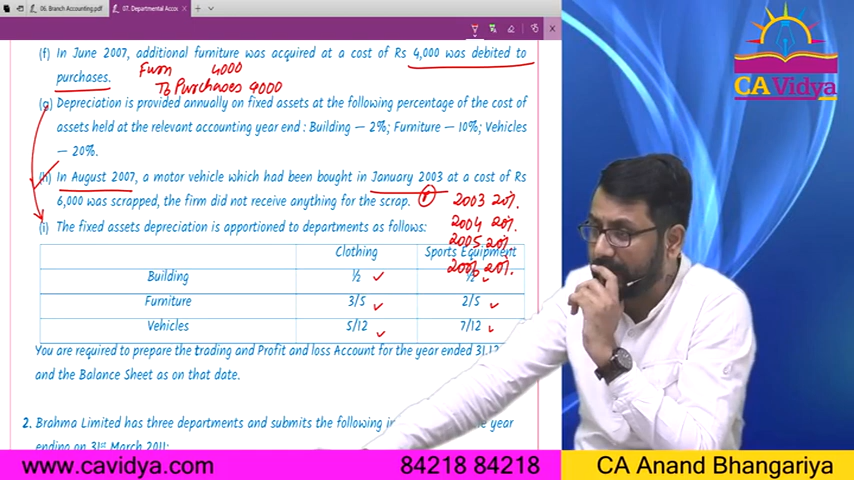 06. Branch Accounting.pdf
07. Departmental Accou
(f) In June 2007, additional furniture was acquired at a cost of Rs 4,000 was debited to
purchases.
Furn 4000
To Purchases 4000
(g) Depreciation is provided annually on fixed assets at the following percentage of the cost of
assets held at the relevant accounting year end : Building — 2%; Furniture — 10%; Vehicles
— 20%.
(h) In August 2007, a motor vehicle which had been bought in January 2003 at a cost of Rs
6,000 was scrapped, the firm did not receive anything for the scrap.
2003 20%.
2004 20%.
2005 20%.
2006 20%.
(i) The fixed assets depreciation is apportioned to departments as follows:
Clothing Sports Equipment
Building ½ ½
Furniture 3/5 2/5
Vehicles 5/12 7/12
You are required to prepare the trading and Profit and loss Account for the year ended 31.12
and the Balance Sheet as on that date.
2. Brahma Limited has three departments and submits the following in year
ending on 31st March 2011:
CA Vidya
www.cavidya.com 84218 84218 CA Anand Bhangariya